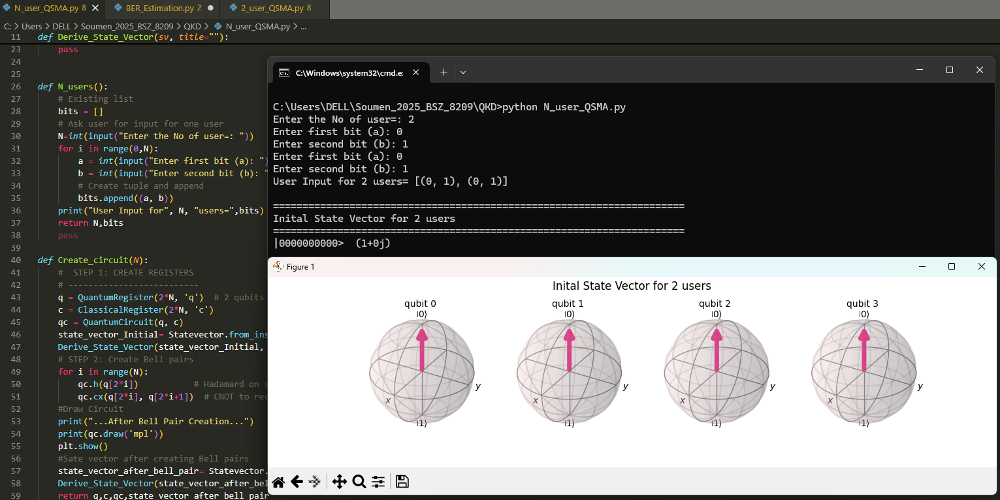 N_user_QSMA.py 8
BER_Estimation.py 2
2_user_QSMA.py 8
C: > Users > DELL > Soumen_2025_BSZ_8209 > QKD > N_user_QSMA.py > ...
11 def Derive_State_Vector(sv, title=""):
23 pass
24
25
26 def N_users():
27 # Existing list
28 bits = []
29 # Ask user for input for one user
30 N=int(input("Enter the No of user=: "))
31 for i in range(0,N):
32 a = int(input("Enter first bit (a): ")
33 b = int(input("Enter second bit (b): "
34 # Create tuple and append
35 bits.append((a, b))
36 print("User Input for", N, "users=",bits)
37 return N,bits
38 pass
39
40 def Create_circuit(N):
41 # STEP 1: CREATE REGISTERS
42 # --------------------------
43 q = QuantumRegister(2*N, 'q') # 2 qubits
44 c = ClassicalRegister(2*N, 'c')
45 qc = QuantumCircuit(q, c)
46 state_vector_Initial= Statevector.from_ins
47 Derive_State_Vector(state_vector_Initial,
48 # STEP 2: Create Bell pairs
49 for i in range(N):
50 qc.h(q[2*i]) # Hadamard on s
51 qc.cx(q[2*i], q[2*i+1]) # CNOT to rec
52 #Draw Circuit
53 print("...After Bell Pair Creation...")
54 print(qc.draw('mpl'))
55 plt.show()
56 #Sate vector after creating Bell pairs
57 state_vector_after_bell_pair= Statevector.
58 Derive_State_Vector(state_vector_after_bel
59 return q,c,qc,state_vector_after_bell_pair
C:\Windows\system32\cmd.e:
C:\Users\DELL\Soumen_2025_BSZ_8209\QKD>python N_user_QSMA.py
Enter the No of user=: 2
Enter first bit (a): 0
Enter second bit (b): 1
Enter first bit (a): 0
Enter second bit (b): 1
User Input for 2 users= [(0, 1), (0, 1)]
======================================================================
Inital State Vector for 2 users
======================================================================
|0000000000> (1+0j)
Figure 1
Inital State Vector for 2 users
qubit 0 qubit 1 qubit 2 qubit 3
|0⟩ |0⟩ |0⟩ |0⟩
y y y y
x x x x
|1⟩ |1⟩ |1⟩ |1⟩